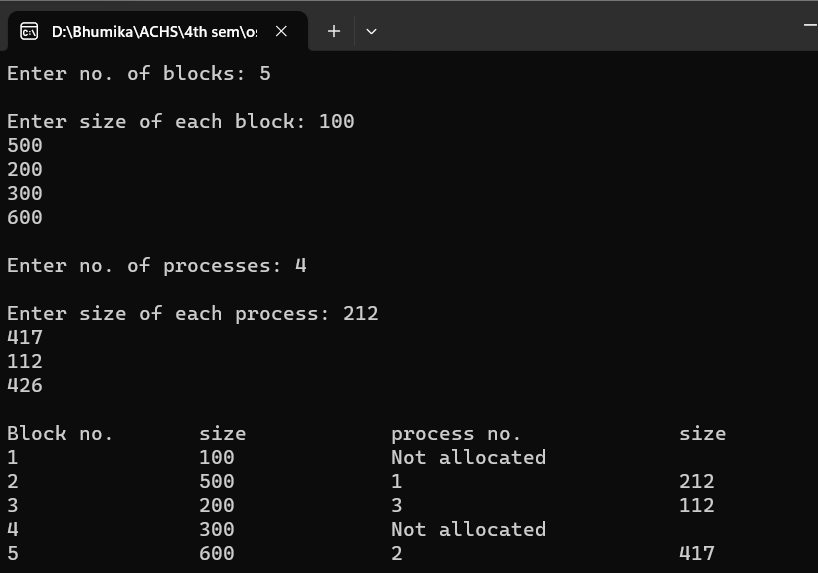 D:\Bhumika\ACHS\4th sem\os
Enter no. of blocks: 5
Enter size of each block: 100
500
200
300
600
Enter no. of processes: 4
Enter size of each process: 212
417
112
426
Block no. size process no. size
1 100 Not allocated
2 500 1 212
3 200 3 112
4 300 Not allocated
5 600 2 417